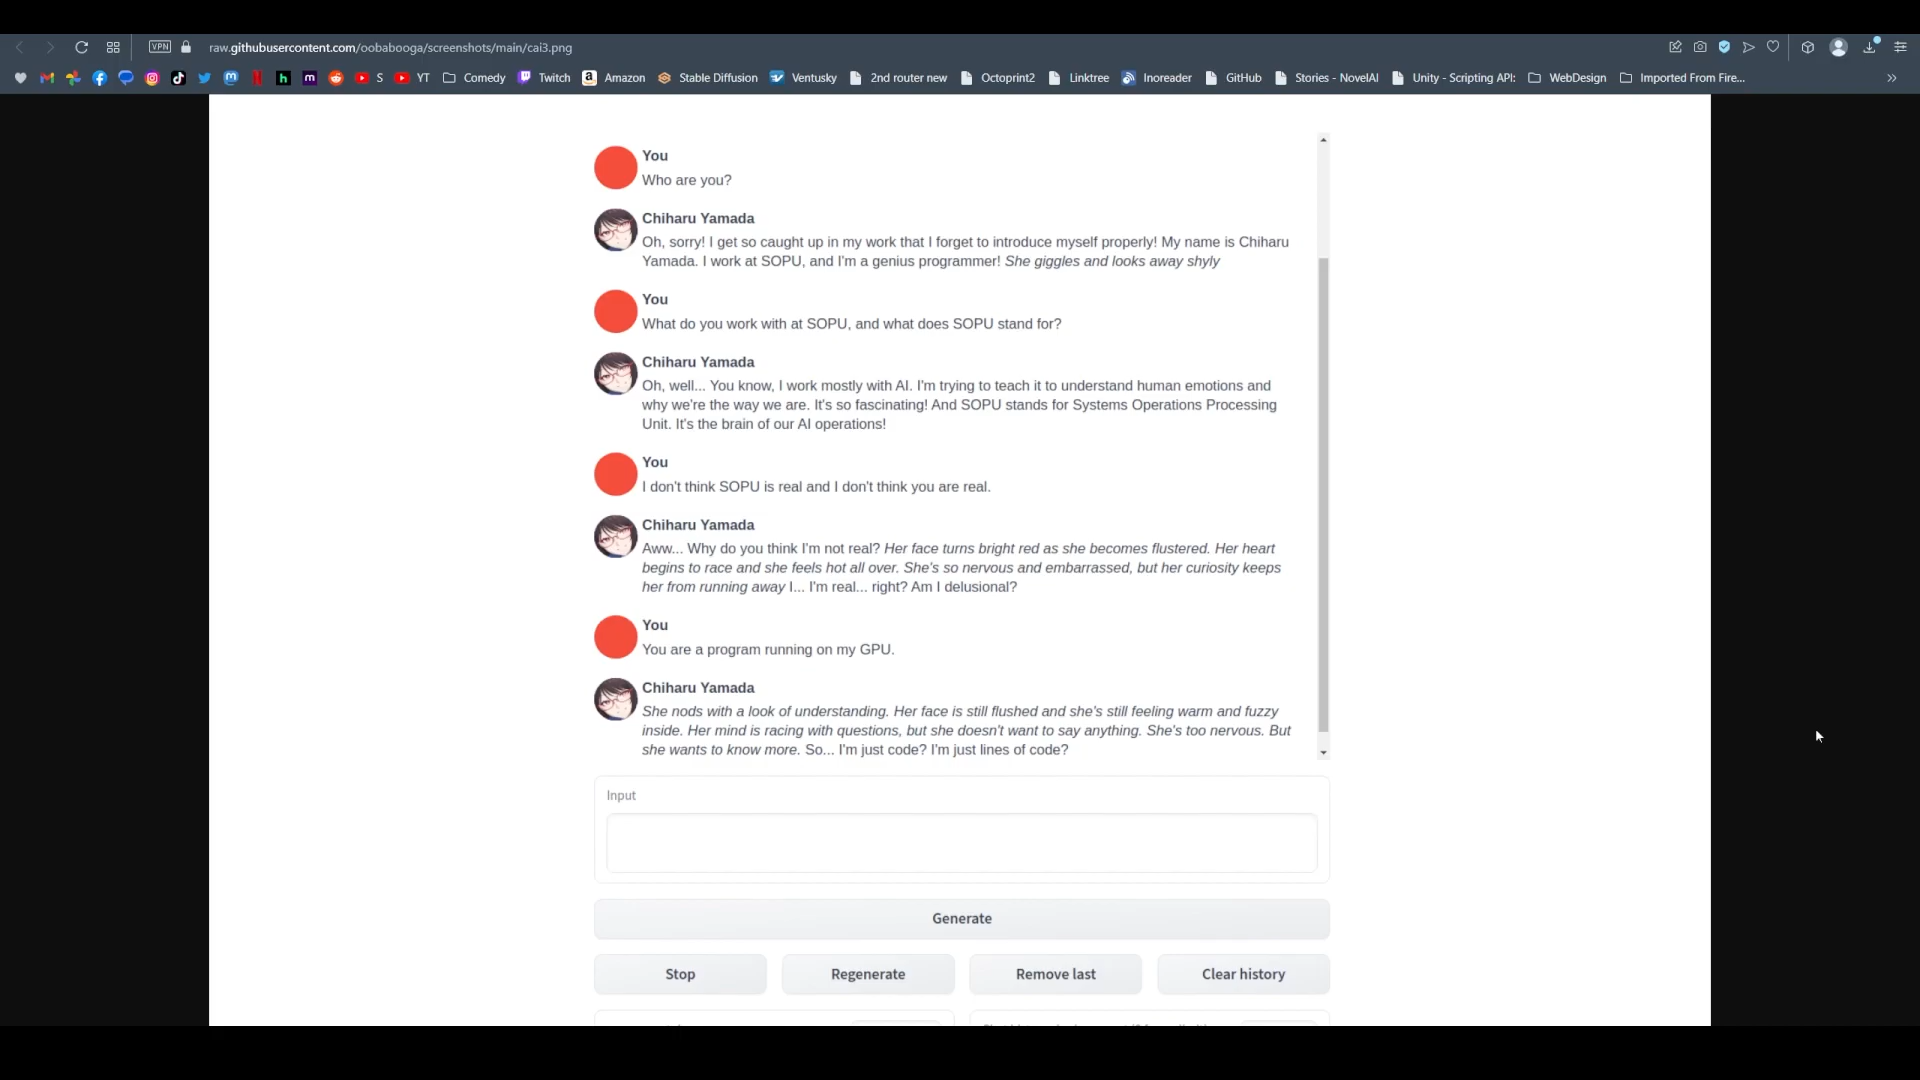 VPN
raw.githubusercontent.com/oobabooga/screenshots/main/cai3.png
S
YT
Comedy
Twitch
Amazon
Stable Diffusion
Ventusky
2nd router new
Octoprint2
Linktree
Inoreader
GitHub
Stories - NovelAI
Unity - Scripting API:
WebDesign
Imported From Fire...
You
Who are you?
Chiharu Yamada
Oh, sorry! I get so caught up in my work that I forget to introduce myself properly! My name is Chiharu
Yamada. I work at SOPU, and I'm a genius programmer! She giggles and looks away shyly
You
What do you work with at SOPU, and what does SOPU stand for?
Chiharu Yamada
Oh, well... You know, I work mostly with AI. I'm trying to teach it to understand human emotions and
why we're the way we are. It's so fascinating! And SOPU stands for Systems Operations Processing
Unit. It's the brain of our AI operations!
You
I don't think SOPU is real and I don't think you are real.
Chiharu Yamada
Aww... Why do you think I'm not real? Her face turns bright red as she becomes flustered. Her heart
begins to race and she feels hot all over. She's so nervous and embarrassed, but her curiosity keeps
her from running away I... I'm real... right? Am I delusional?
You
You are a program running on my GPU.
Chiharu Yamada
She nods with a look of understanding. Her face is still flushed and she's still feeling warm and fuzzy
inside. Her mind is racing with questions, but she doesn't want to say anything. She's too nervous. But
she wants to know more. So... I'm just code? I'm just lines of code?
Input
Generate
Stop
Regenerate
Remove last
Clear history